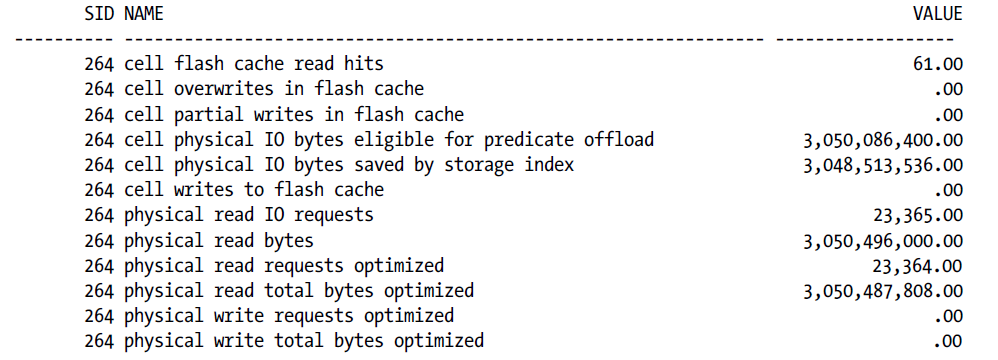 SID NAME VALUE
---------- ---------------------------------------------------------------- ------------------
264 cell flash cache read hits 61.00
264 cell overwrites in flash cache .00
264 cell partial writes in flash cache .00
264 cell physical IO bytes eligible for predicate offload 3,050,086,400.00
264 cell physical IO bytes saved by storage index 3,048,513,536.00
264 cell writes to flash cache .00
264 physical read IO requests 23,365.00
264 physical read bytes 3,050,496,000.00
264 physical read requests optimized 23,364.00
264 physical read total bytes optimized 3,050,487,808.00
264 physical write requests optimized .00
264 physical write total bytes optimized .00